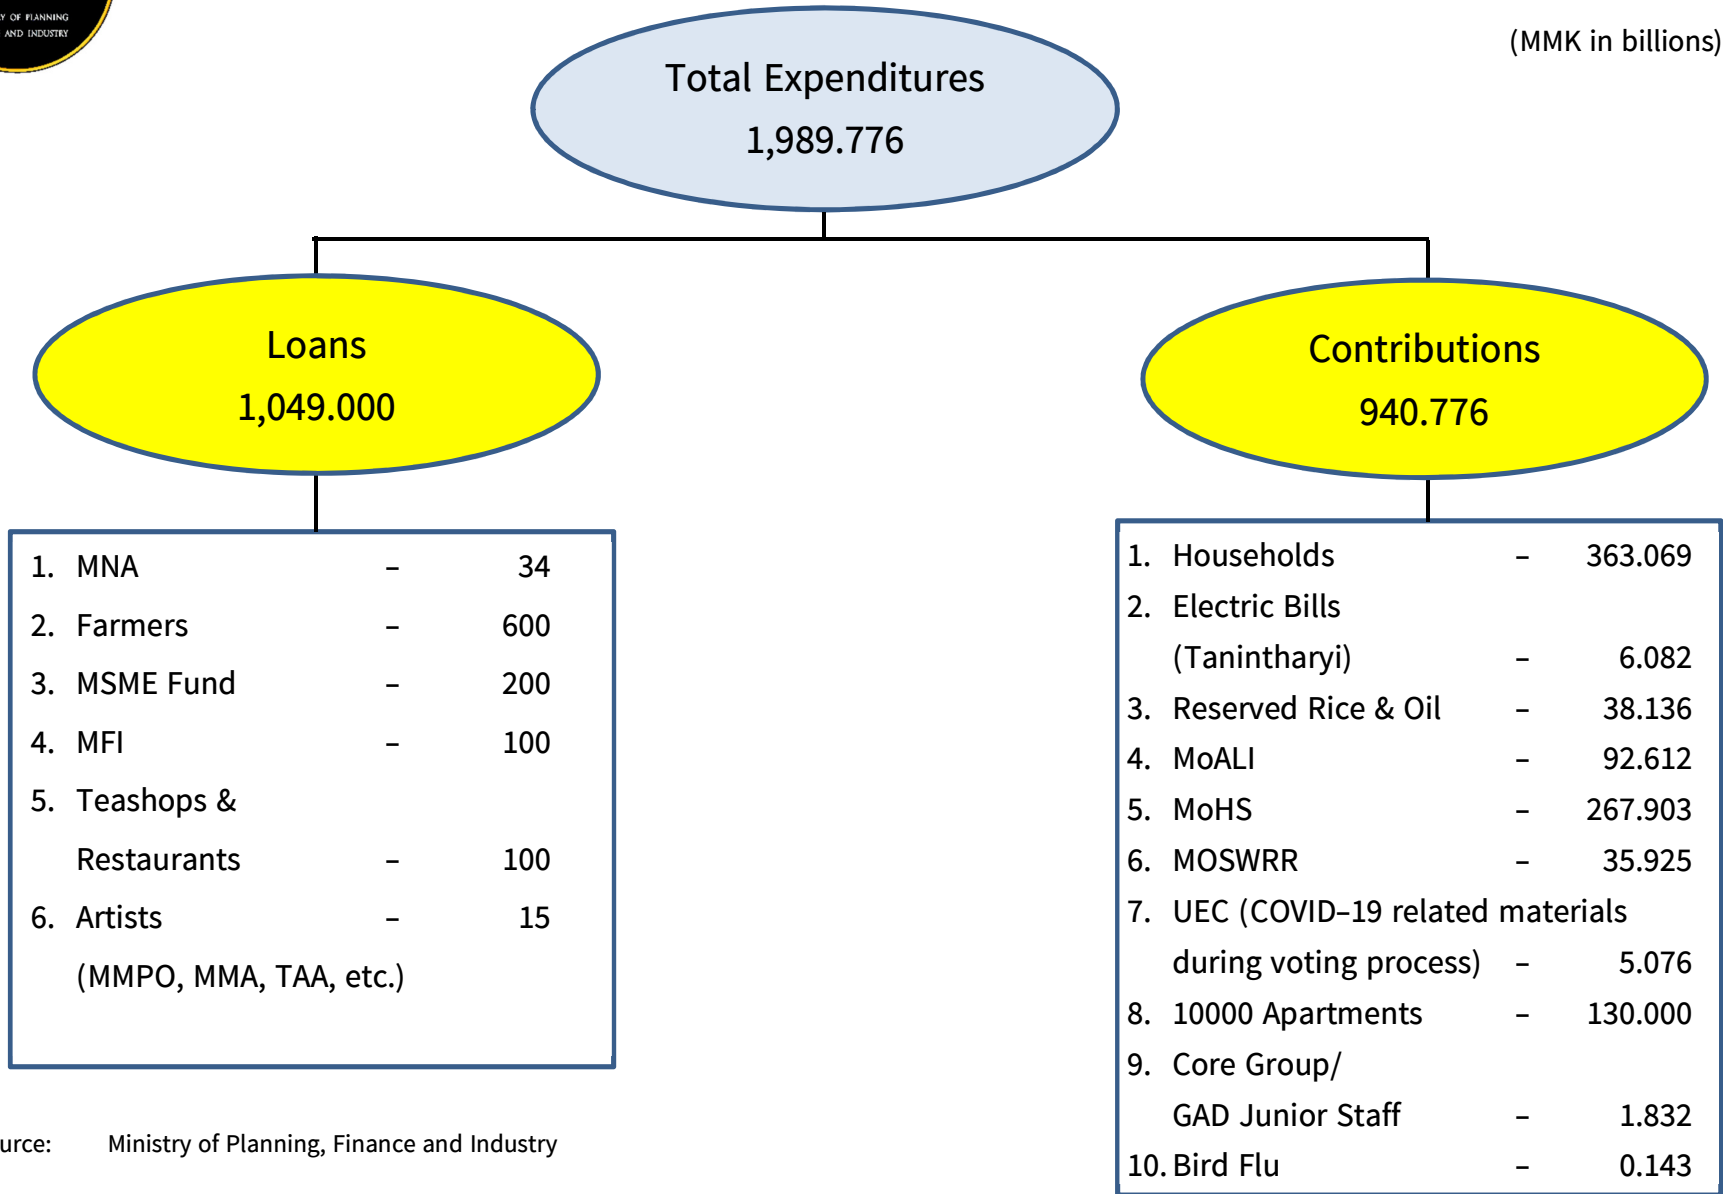 OF PLANNING
AND INDUSTRY
(MMK in billions)
Total Expenditures
1,989.776
Loans
1,049.000
Contributions
940.776
1. MNA – 34
2. Farmers – 600
3. MSME Fund – 200
4. MFI – 100
5. Teashops &
Restaurants – 100
6. Artists – 15
(MMPO, MMA, TAA, etc.)
1. Households – 363.069
2. Electric Bills
(Tanintharyi) – 6.082
3. Reserved Rice & Oil – 38.136
4. MoALI – 92.612
5. MoHS – 267.903
6. MOSWRR – 35.925
7. UEC (COVID–19 related materials
during voting process) – 5.076
8. 10000 Apartments – 130.000
9. Core Group/
GAD Junior Staff – 1.832
10. Bird Flu – 0.143
urce: Ministry of Planning, Finance and Industry